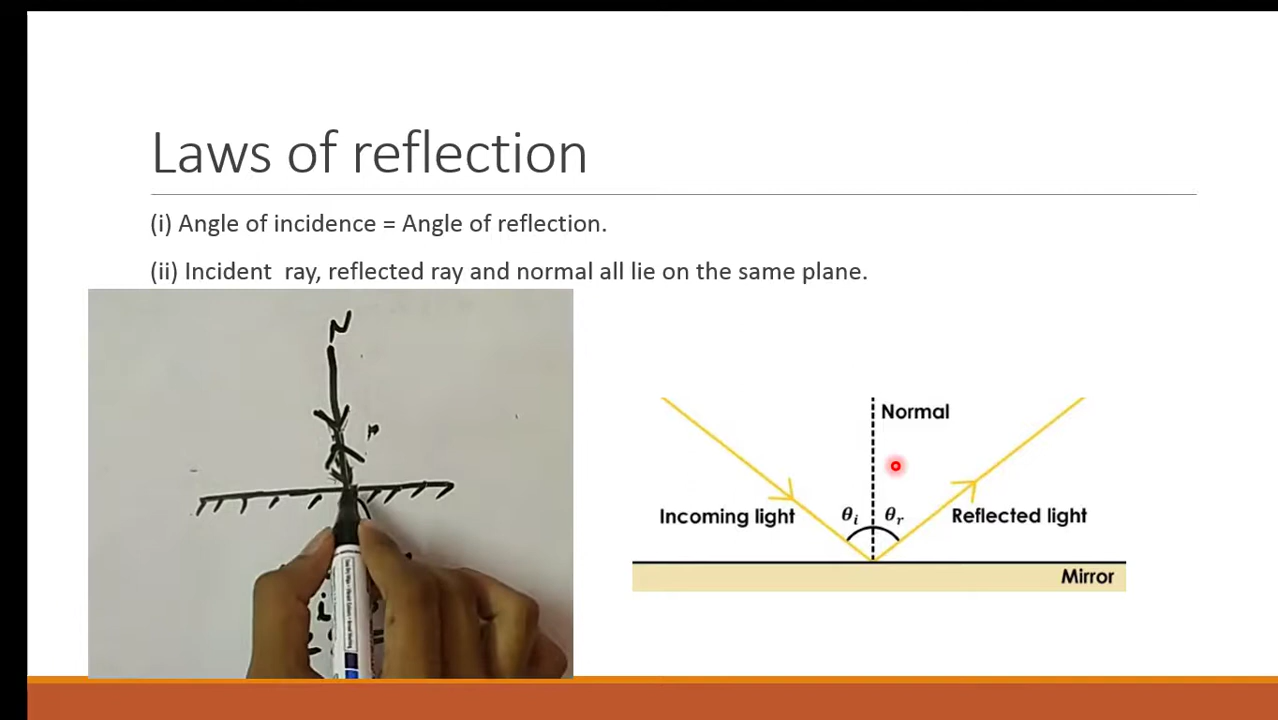 Laws of reflection
(i) Angle of incidence = Angle of reflection.
(ii) Incident  ray, reflected ray and normal all lie on the same plane.
N
Normal
Incoming light
θi
θr
Reflected light
Mirror